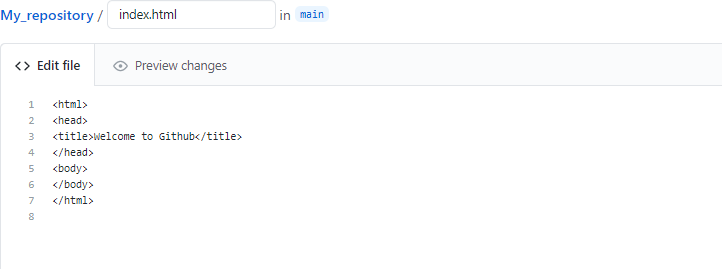 My_repository / index.html in main
<> Edit file Preview changes
1 <html>
2 <head>
3 <title>Welcome to Github</title>
4 </head>
5 <body>
6 </body>
7 </html>
8